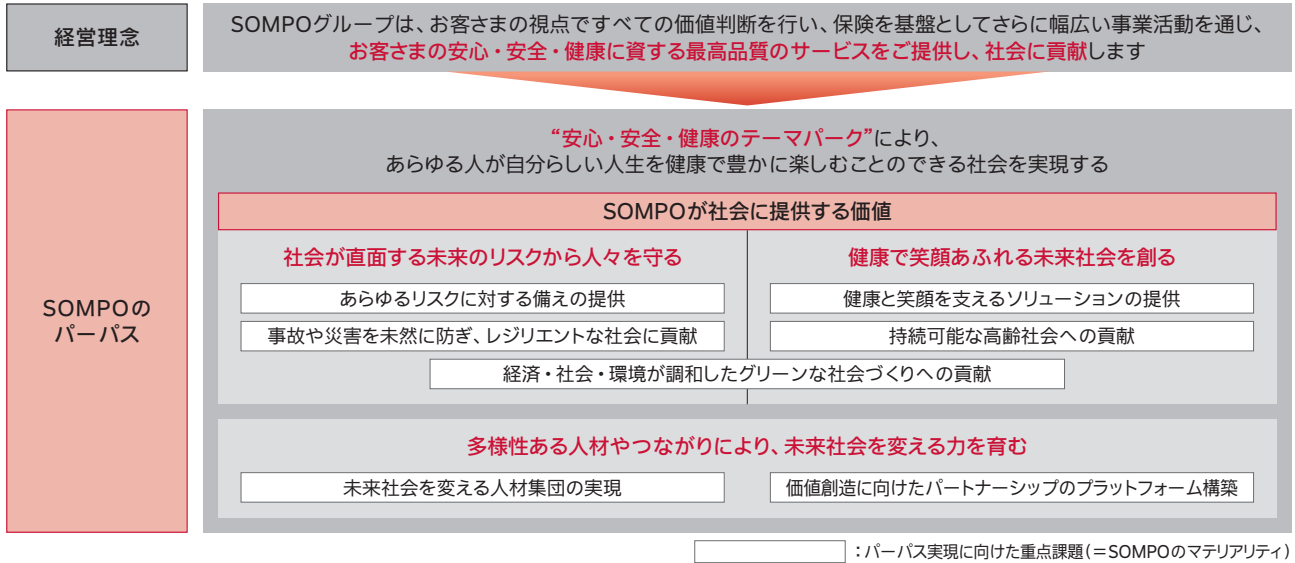 経営理念
SOMPOグループは、お客さまの視点ですべての価値判断を行い、保険を基盤としてさらに幅広い事業活動を通じ、
お客さまの安心・安全・健康に資する最高品質のサービスをご提供し、社会に貢献します
SOMPOの
パーパス
“安心・安全・健康のテーマパーク”により、
あらゆる人が自分らしい人生を健康で豊かに楽しむことのできる社会を実現する
SOMPOが社会に提供する価値
社会が直面する未来のリスクから人々を守る
あらゆるリスクに対する備えの提供
事故や災害を未然に防ぎ、レジリエントな社会に貢献
健康で笑顔あふれる未来社会を創る
健康と笑顔を支えるソリューションの提供
持続可能な高齢社会への貢献
経済・社会・環境が調和したグリーンな社会づくりへの貢献
多様性ある人材やつながりにより、未来社会を変える力を育む
未来社会を変える人材集団の実現
価値創造に向けたパートナーシップのプラットフォーム構築
：パーパス実現に向けた重点課題（＝SOMPOのマテリアリティ）